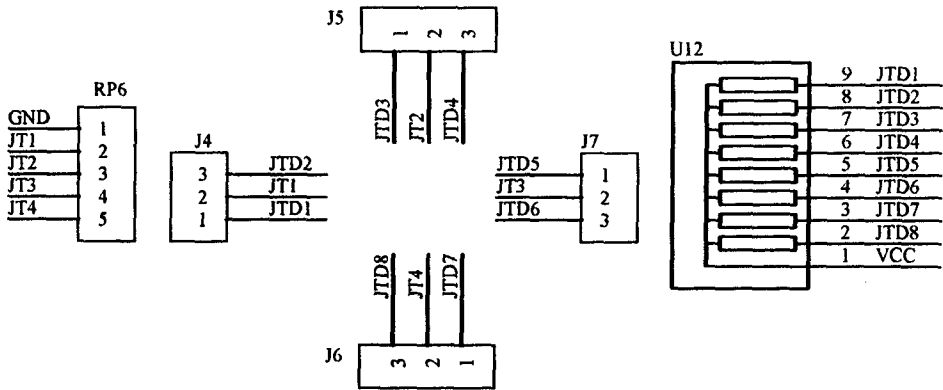 J5
1 2 3
JTD3 JT2 JTD4
RP6
GND 1
JT1 2
JT2 3
JT3 4
JT4 5
J4
3 JTD2
2 JT1
1 JTD1
J7
JTD5 1
JT3 2
JTD6 3
JTD8 JT4 JTD7
J6
3 2 1
U12
9 JTD1
8 JTD2
7 JTD3
6 JTD4
5 JTD5
4 JTD6
3 JTD7
2 JTD8
1 VCC